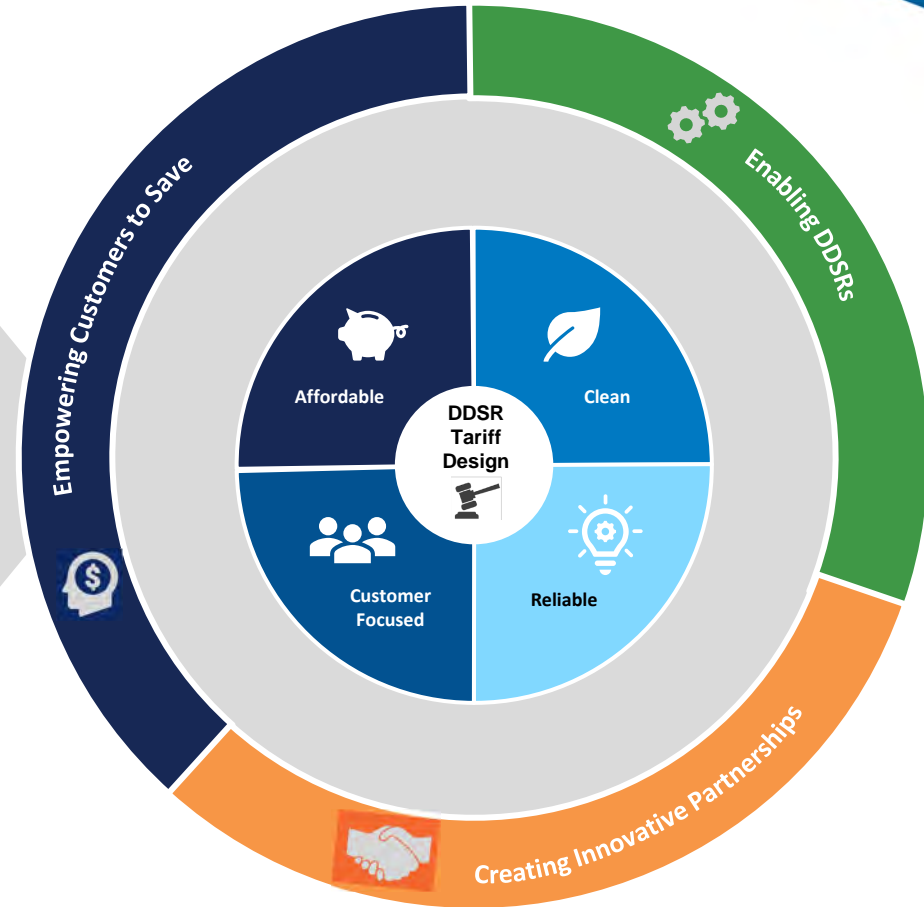 Empowering Customers to Save
Enabling DDSRs
Affordable
Clean
DDSR
Tariff
Design
$
Customer
Focused
Reliable
Creating Innovative Partnerships